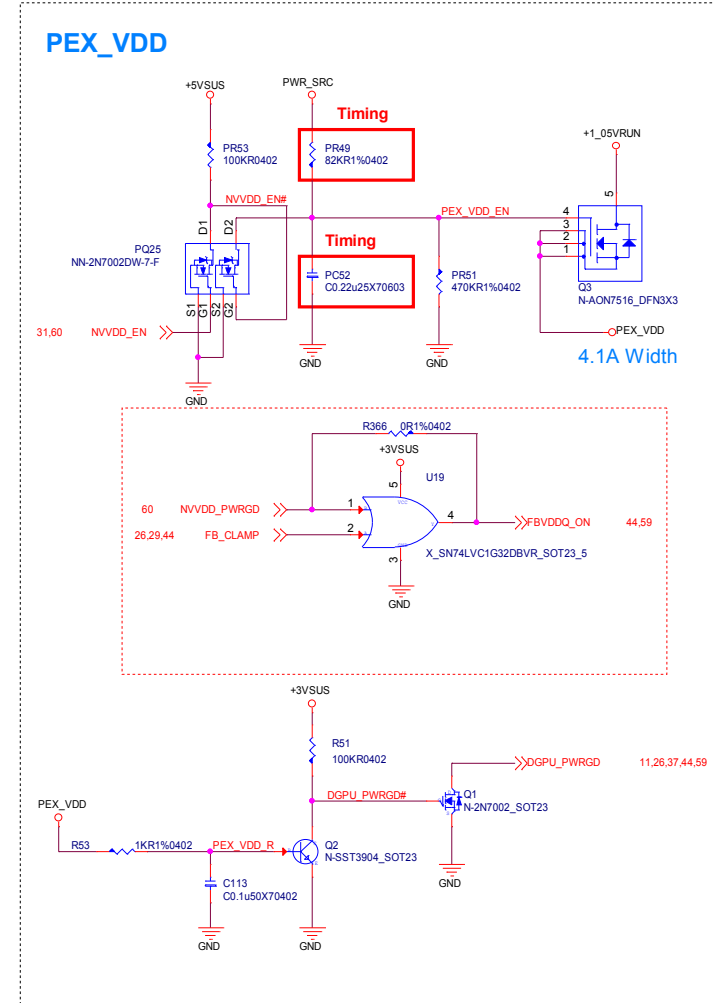 PEX_VDD
+5VSUS
PWR_SRC
Timing
+1_05VRUN
PR53
100KR0402
PR49
82KR1%0402
NVVDD_EN#
PEX_VDD_EN
5
4
3
2
1
D1
D2
PQ25
NN-2N7002DW-7-F
S1
G1
S2
G2
Timing
PC52
C0.22u25X70603
PR51
470KR1%0402
Q3
N-AON7516_DFN3X3
31,60 NVVDD_EN
PEX_VDD
4.1A Width
GND
GND
GND
R366 0R1%0402
+3VSUS
U19
5
VCC
60 NVVDD_PWRGD
1
4
FBVDDQ_ON 44,59
26,29,44 FB_CLAMP
2
3
X_SN74LVC1G32DBVR_SOT23_5
GND
+3VSUS
R51
100KR0402
DGPU_PWRGD 11,26,37,44,59
DGPU_PWRGD#
Q1
N-2N7002_SOT23
PEX_VDD
R53 1KR1%0402
PEX_VDD_R
Q2
N-SST3904_SOT23
C113
C0.1u50X70402
GND
GND
GND